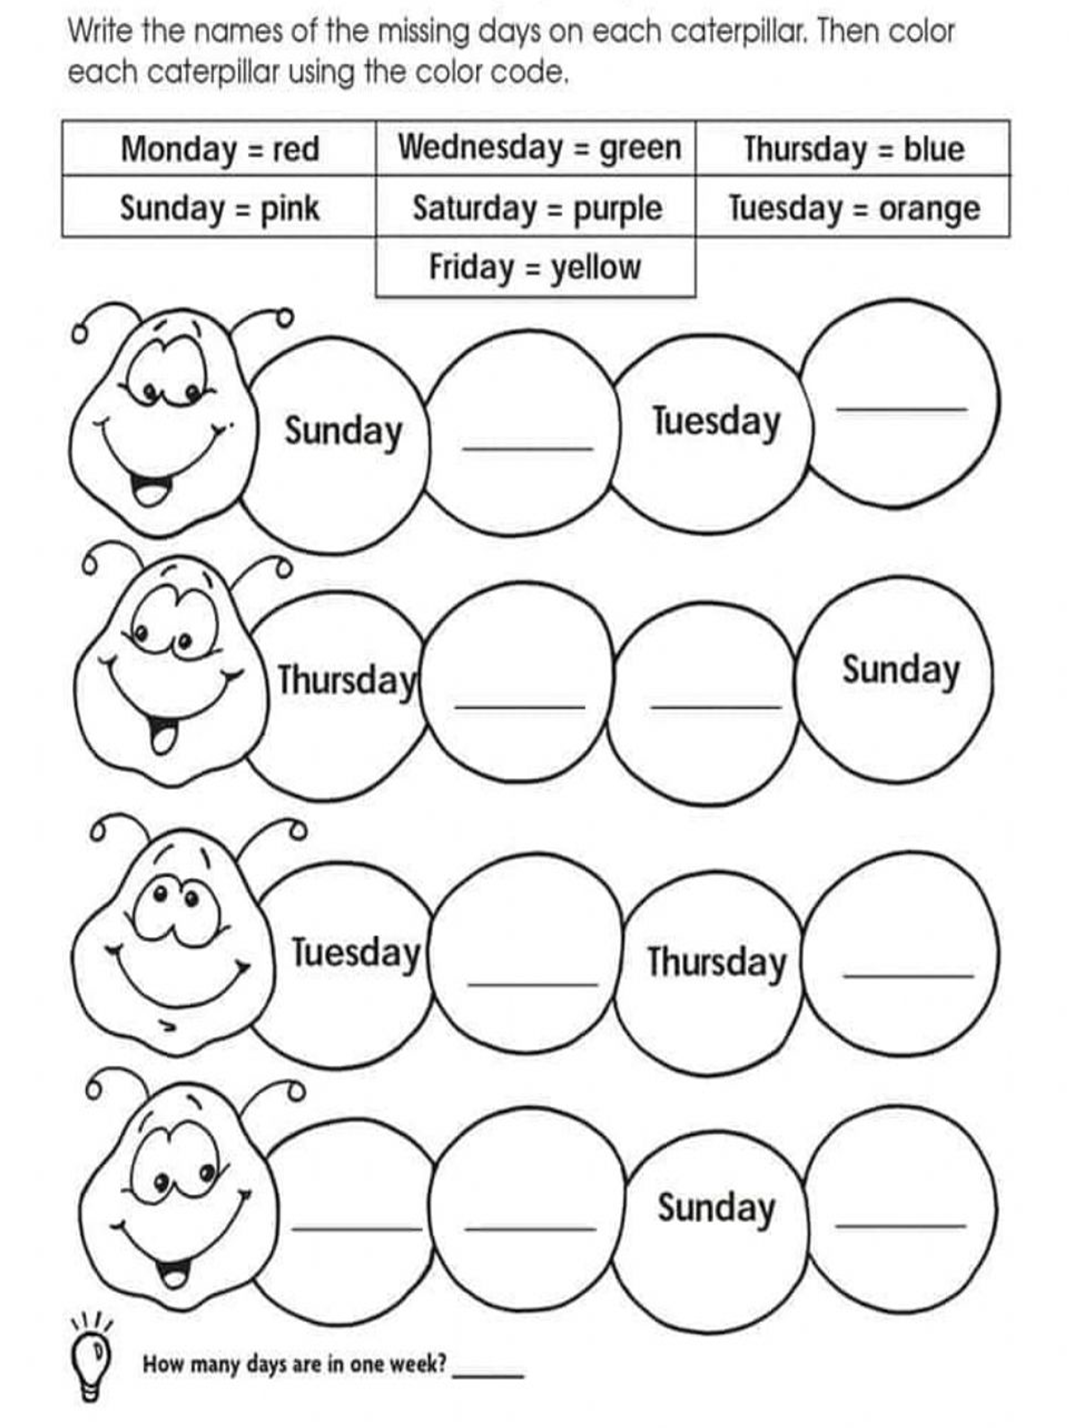 Write the names of the missing days on each caterpillar. Then color
each caterpillar using the color code.
Monday = red
Wednesday = green
Thursday = blue
Sunday = pink
Saturday = purple
Tuesday = orange
Friday = yellow
Sunday
Tuesday
Thursday
Sunday
Tuesday
Thursday
Sunday
How many days are in one week?